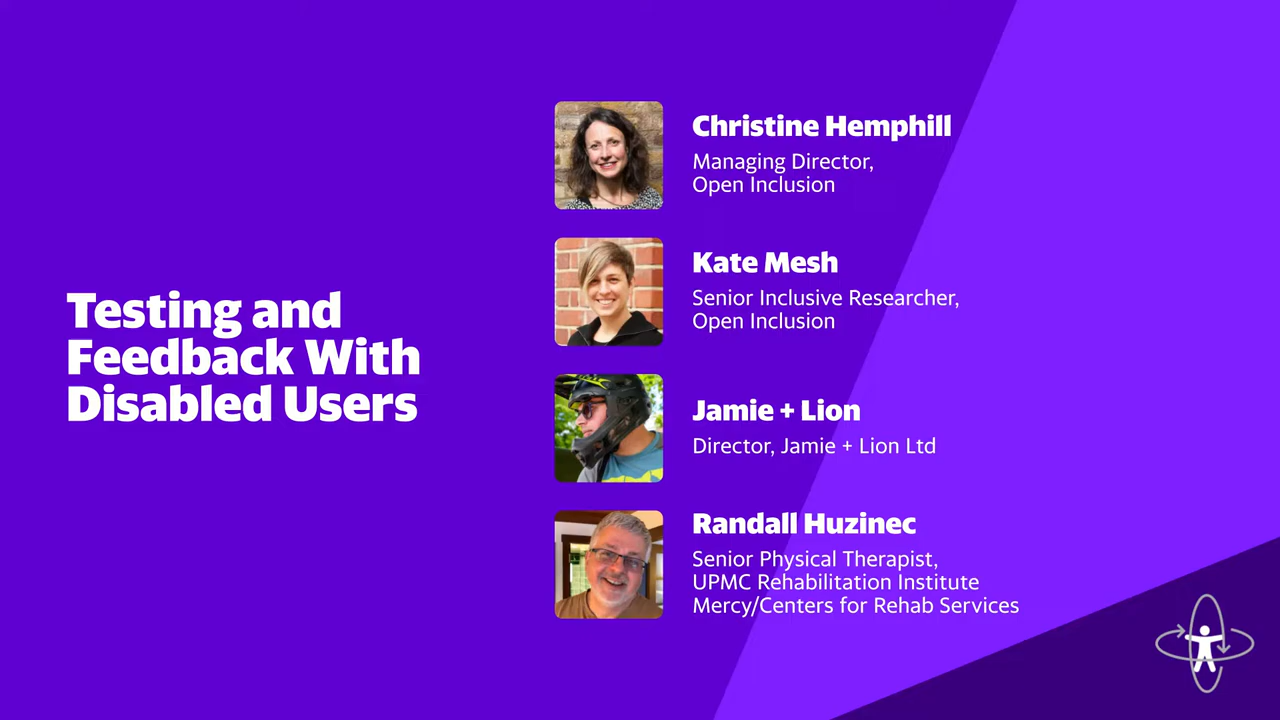 Testing and
Feedback With
Disabled Users
Christine Hemphill
Managing Director,
Open Inclusion
Kate Mesh
Senior Inclusive Researcher,
Open Inclusion
Jamie + Lion
Director, Jamie + Lion Ltd
Randall Huzinec
Senior Physical Therapist,
UPMC Rehabilitation Institute
Mercy/Centers for Rehab Services